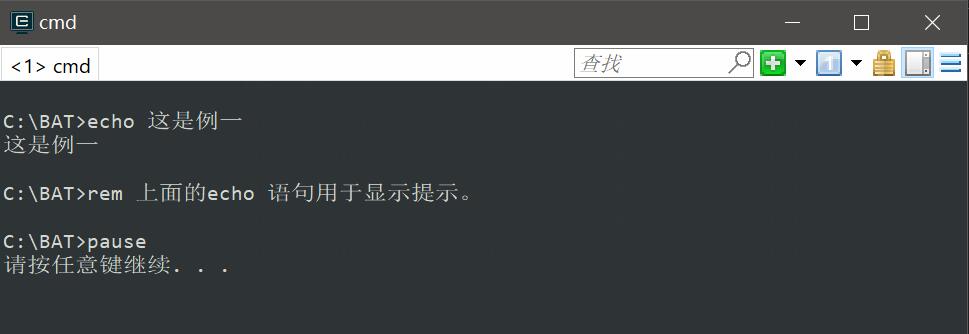 cmd
<1> cmd
查找
C:\BAT>echo 这是例一
这是例一
C:\BAT>rem 上面的echo 语句用于显示提示。
C:\BAT>pause
请按任意键继续. . .